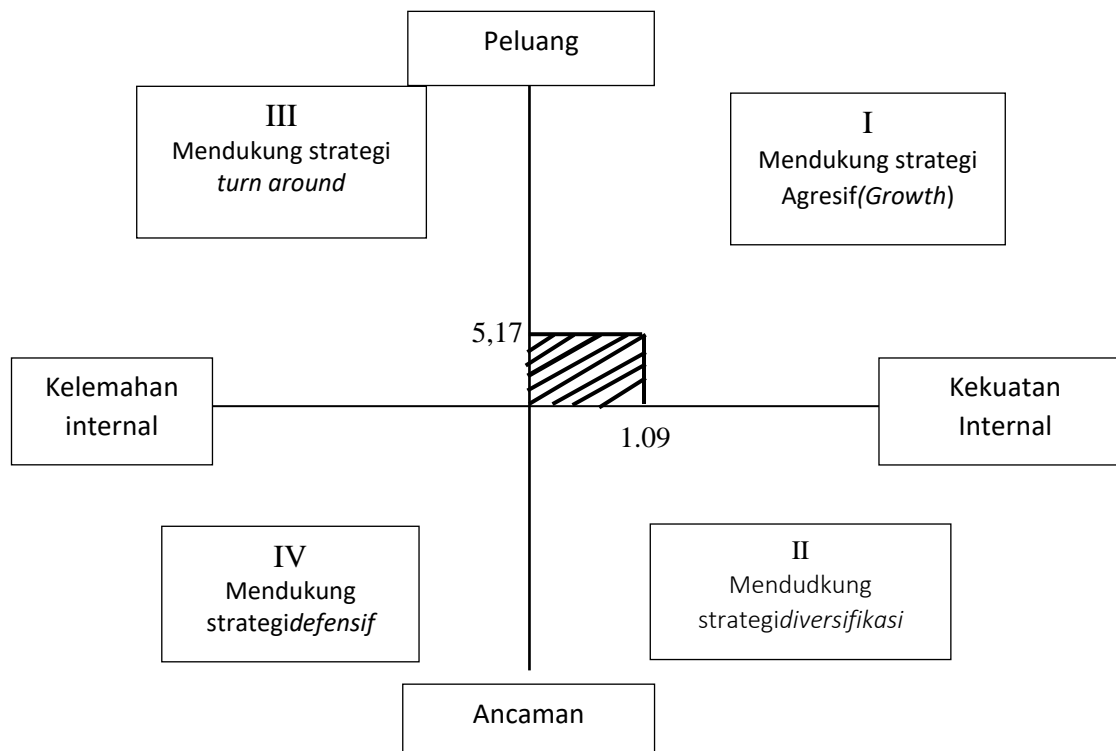 Peluang
III
Mendukung strategi
turn around
I
Mendukung strategi
Agresif(Growth)
5,17
Kelemahan
internal
Kekuatan
Internal
1.09
IV
Mendukung
strategidefensif
II
Mendudkung
strategidiversifikasi
Ancaman